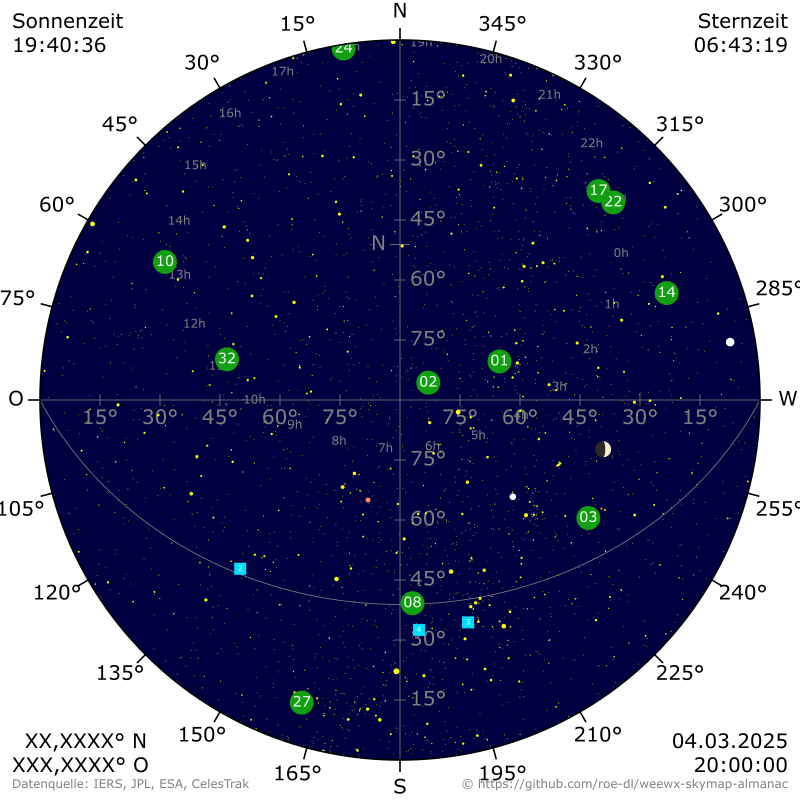 Sonnenzeit
19:40:36
N
Sternzeit
06:43:19
15°
345°
30°
330°
45°
315°
60°
300°
75°
285°
O
W
105°
255°
120°
240°
135°
225°
150°
210°
165°
S
195°
24
19h
20h
17h
21h
16h
22h
15h
14h
13h
12h
10h
9h
8h
7h
6h
5h
3h
2h
1h
0h
15°
30°
45°
N
60°
75°
15°
30°
45°
60°
75°
75°
60°
45°
30°
15°
75°
60°
45°
30°
15°
17
22
10
14
32
01
02
03
08
27
2
4
3
XX,XXXX° N
XXX,XXXX° O
Datenquelle: IERS, JPL, ESA, CelesTrak
04.03.2025
20:00:00
© https://github.com/roe-dl/weewx-skymap-almanac